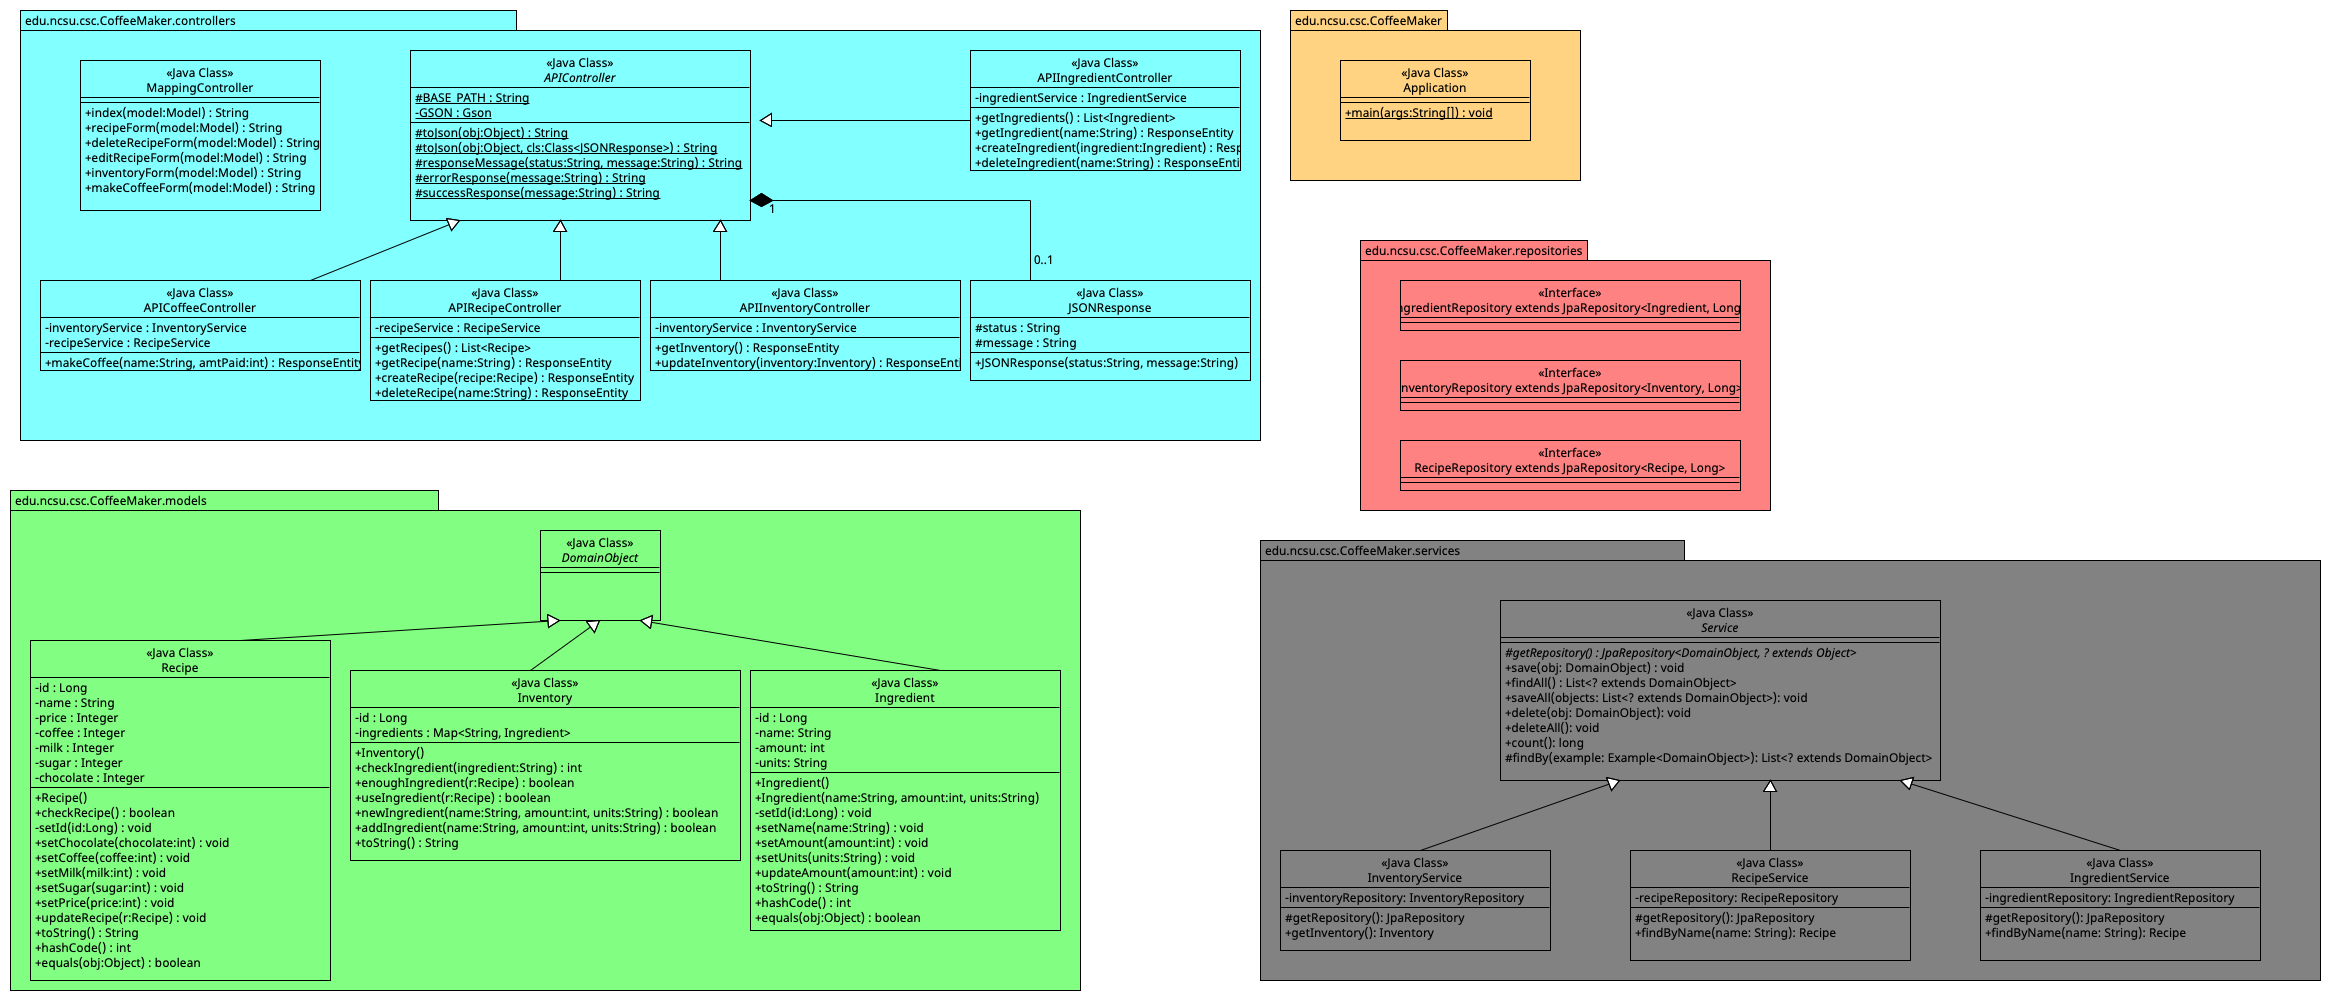 edu.ncsu.csc.CoffeeMaker.controllers
«Java Class»
MappingController
+index(model:Model) : String
+recipeForm(model:Model) : String
+deleteRecipeForm(model:Model) : String
+editRecipeForm(model:Model) : String
+inventoryForm(model:Model) : String
+makeCoffeeForm(model:Model) : String
«Java Class»
APIController
#BASE_PATH : String
-GSON : Gson
#toJson(obj:Object) : String
#toJson(obj:Object, cls:Class<JSONResponse>) : String
#responseMessage(status:String, message:String) : String
#errorResponse(message:String) : String
#successResponse(message:String) : String
«Java Class»
APIIngredientController
-ingredientService : IngredientService
+getIngredients() : List<Ingredient>
+getIngredient(name:String) : ResponseEntity
+createIngredient(ingredient:Ingredient) : Resp
+deleteIngredient(name:String) : ResponseEnti
1
0..1
«Java Class»
APICoffeeController
-inventoryService : InventoryService
-recipeService : RecipeService
+makeCoffee(name:String, amtPaid:int) : ResponseEntity
«Java Class»
APIRecipeController
-recipeService : RecipeService
+getRecipes() : List<Recipe>
+getRecipe(name:String) : ResponseEntity
+createRecipe(recipe:Recipe) : ResponseEntity
+deleteRecipe(name:String) : ResponseEntity
«Java Class»
APIInventoryController
-inventoryService : InventoryService
+getInventory() : ResponseEntity
+updateInventory(inventory:Inventory) : ResponseEnti
«Java Class»
JSONResponse
#status : String
#message : String
+JSONResponse(status:String, message:String)
edu.ncsu.csc.CoffeeMaker
«Java Class»
Application
+main(args:String[]) : void
edu.ncsu.csc.CoffeeMaker.repositories
«Interface»
ngredientRepository extends JpaRepository<Ingredient, Long
«Interface»
nventoryRepository extends JpaRepository<Inventory, Long>
«Interface»
RecipeRepository extends JpaRepository<Recipe, Long>
edu.ncsu.csc.CoffeeMaker.models
«Java Class»
DomainObject
«Java Class»
Recipe
-id : Long
-name : String
-price : Integer
-coffee : Integer
-milk : Integer
-sugar : Integer
-chocolate : Integer
+Recipe()
+checkRecipe() : boolean
-setId(id:Long) : void
+setChocolate(chocolate:int) : void
+setCoffee(coffee:int) : void
+setMilk(milk:int) : void
+setSugar(sugar:int) : void
+setPrice(price:int) : void
+updateRecipe(r:Recipe) : void
+toString() : String
+hashCode() : int
+equals(obj:Object) : boolean
«Java Class»
Inventory
-id : Long
-ingredients : Map<String, Ingredient>
+Inventory()
+checkIngredient(ingredient:String) : int
+enoughIngredient(r:Recipe) : boolean
+useIngredient(r:Recipe) : boolean
+newIngredient(name:String, amount:int, units:String) : boolean
+addIngredient(name:String, amount:int, units:String) : boolean
+toString() : String
«Java Class»
Ingredient
-id : Long
-name: String
-amount: int
-units: String
+Ingredient()
+Ingredient(name:String, amount:int, units:String)
-setId(id:Long) : void
+setName(name:String) : void
+setAmount(amount:int) : void
+setUnits(units:String) : void
+updateAmount(amount:int) : void
+toString() : String
+hashCode() : int
+equals(obj:Object) : boolean
edu.ncsu.csc.CoffeeMaker.services
«Java Class»
Service
#getRepository() : JpaRepository<DomainObject, ? extends Object>
+save(obj: DomainObject) : void
+findAll() : List<? extends DomainObject>
+saveAll(objects: List<? extends DomainObject>): void
+delete(obj: DomainObject): void
+deleteAll(): void
+count(): long
#findBy(example: Example<DomainObject>): List<? extends DomainObject>
«Java Class»
InventoryService
-inventoryRepository: InventoryRepository
#getRepository(): JpaRepository
+getInventory(): Inventory
«Java Class»
RecipeService
-recipeRepository: RecipeRepository
#getRepository(): JpaRepository
+findByName(name: String): Recipe
«Java Class»
IngredientService
-ingredientRepository: IngredientRepository
#getRepository(): JpaRepository
+findByName(name: String): Recipe